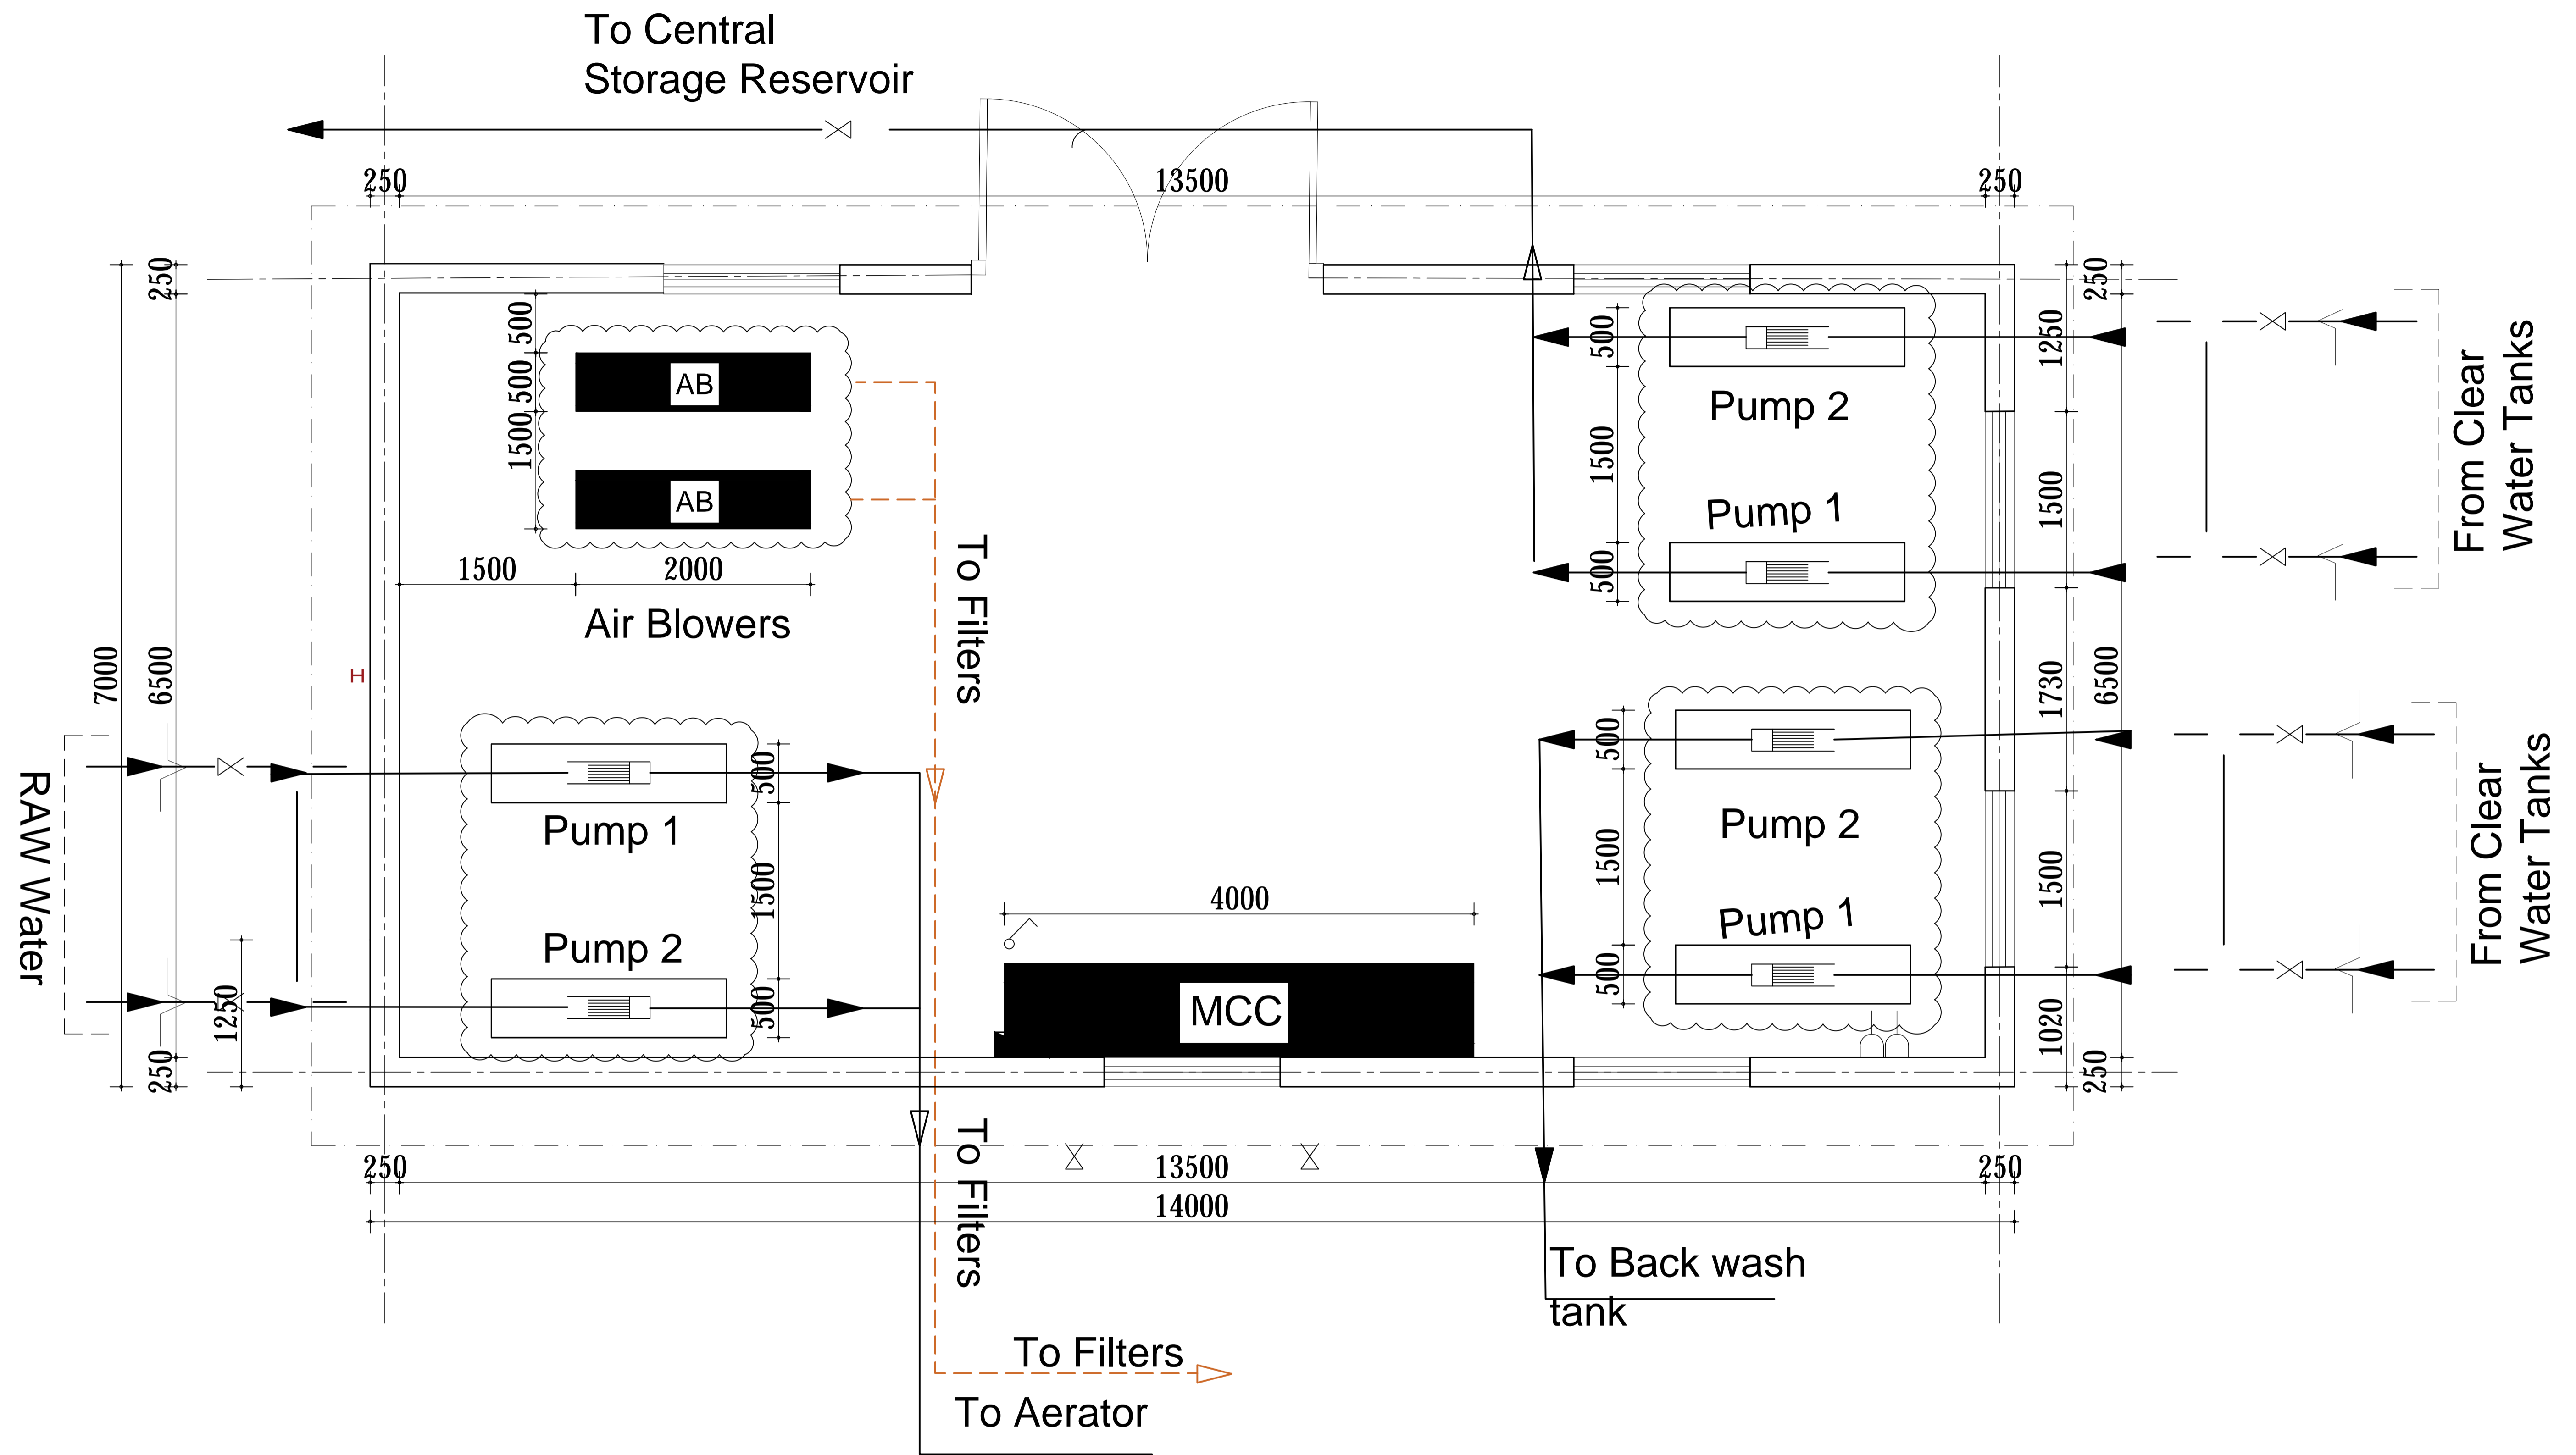 To Central
Storage Reservoir
250
13500
250
250
250
500
500
1250
500
AB
Pump 2
From Clear
Water Tanks
1500
1500
AB
Pump 1
1500
1500
2000
500
To Filters
Air Blowers
7000
6500
H
1730
6500
500
500
RAW Water
Pump 1
Pump 2
From Clear
Water Tanks
1500
4000
1500
1500
Pump 2
Pump 1
500
500
1250
MCC
1020
250
250
To Filters
250
13500
250
14000
To Back wash
tank
To Filters
To Aerator